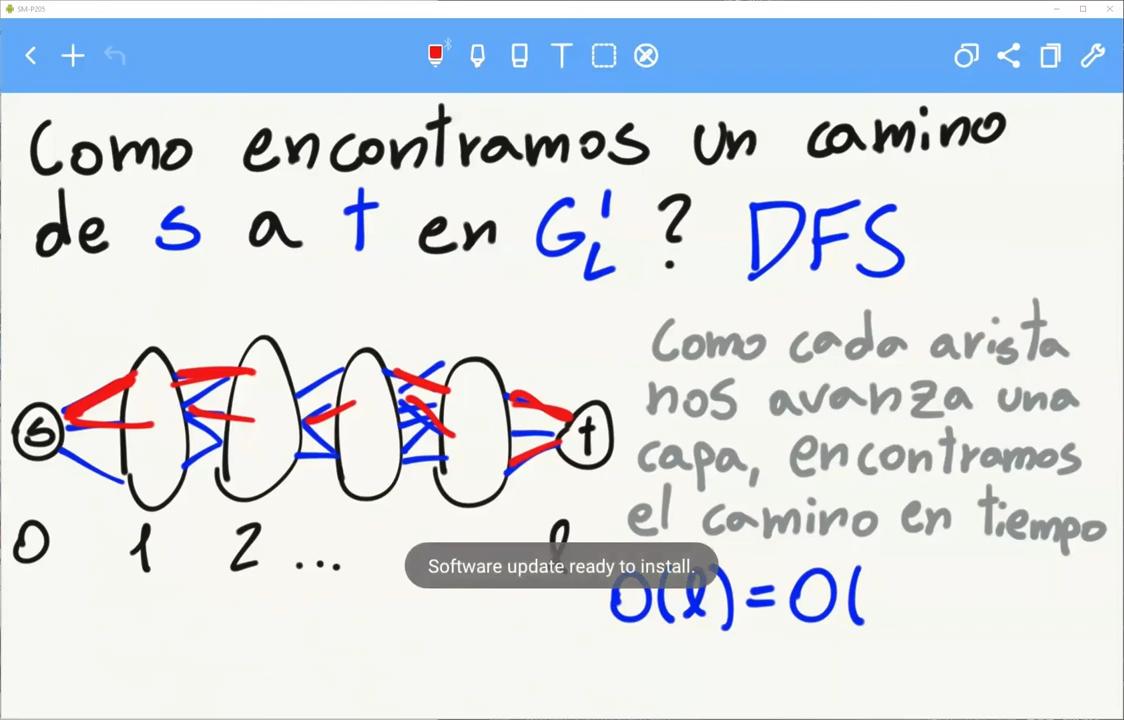 SM-P205
T
Como encontramos un camino
de s a t en G'L ? DFS
Como cada arista
nos avanza una
capa, encontramos
el camino en tiempo
s t
0 1 2 ...
Software update ready to install.
O(l) = O(